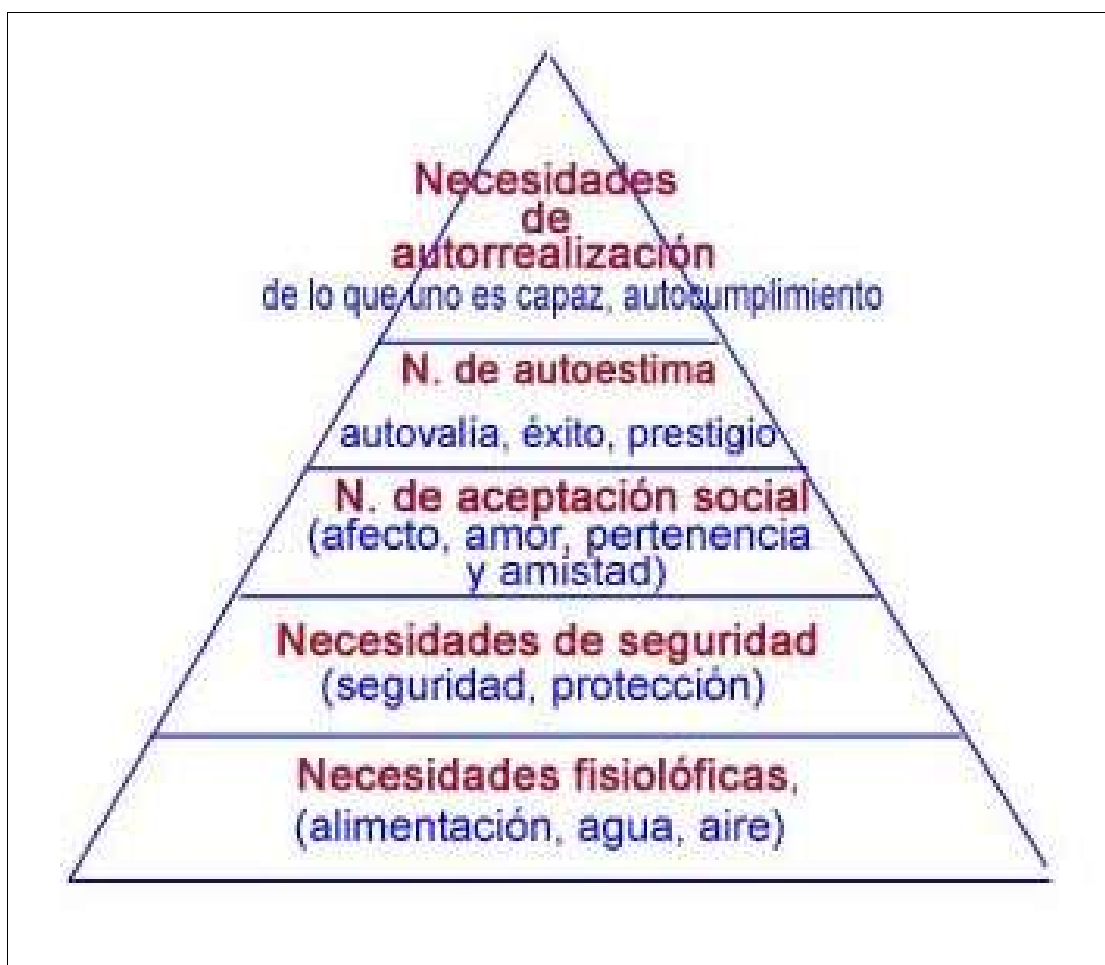 Necesidades
de
autorrealización
de lo que uno es capaz, autocumplimiento
N. de autoestima
autovalía, éxito, prestigio
N. de aceptación social
(afecto, amor, pertenencia
y amistad)
Necesidades de seguridad
(seguridad, protección)
Necesidades fisiolóficas,
(alimentación, agua, aire)